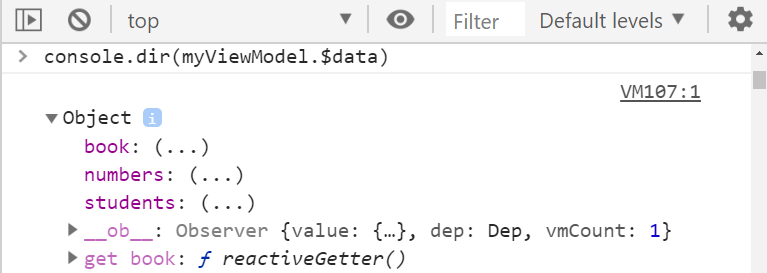 top Filter Default levels
console.dir(myViewModel.$data)
VM107:1
Object i
book: (...)
numbers: (...)
students: (...)
__ob__: Observer {value: {…}, dep: Dep, vmCount: 1}
get book: ƒ reactiveGetter()